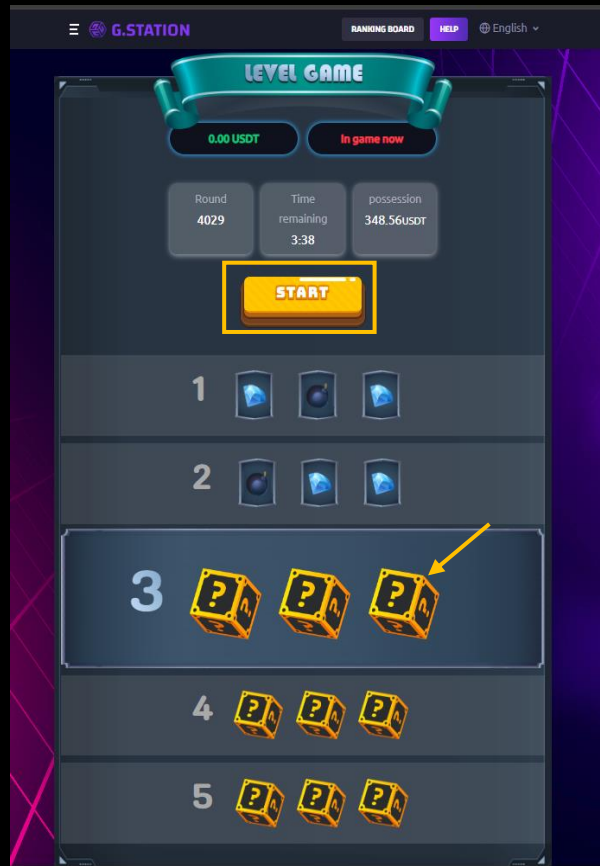 G.STATION
RANKING BOARD
HELP
English
LEVEL GAME
0.00 USDT
In game now
Round
4029
Time
remaining
3:38
possession
348.56USDT
START
1
2
3
? ? ?
4
? ? ?
5
? ? ?